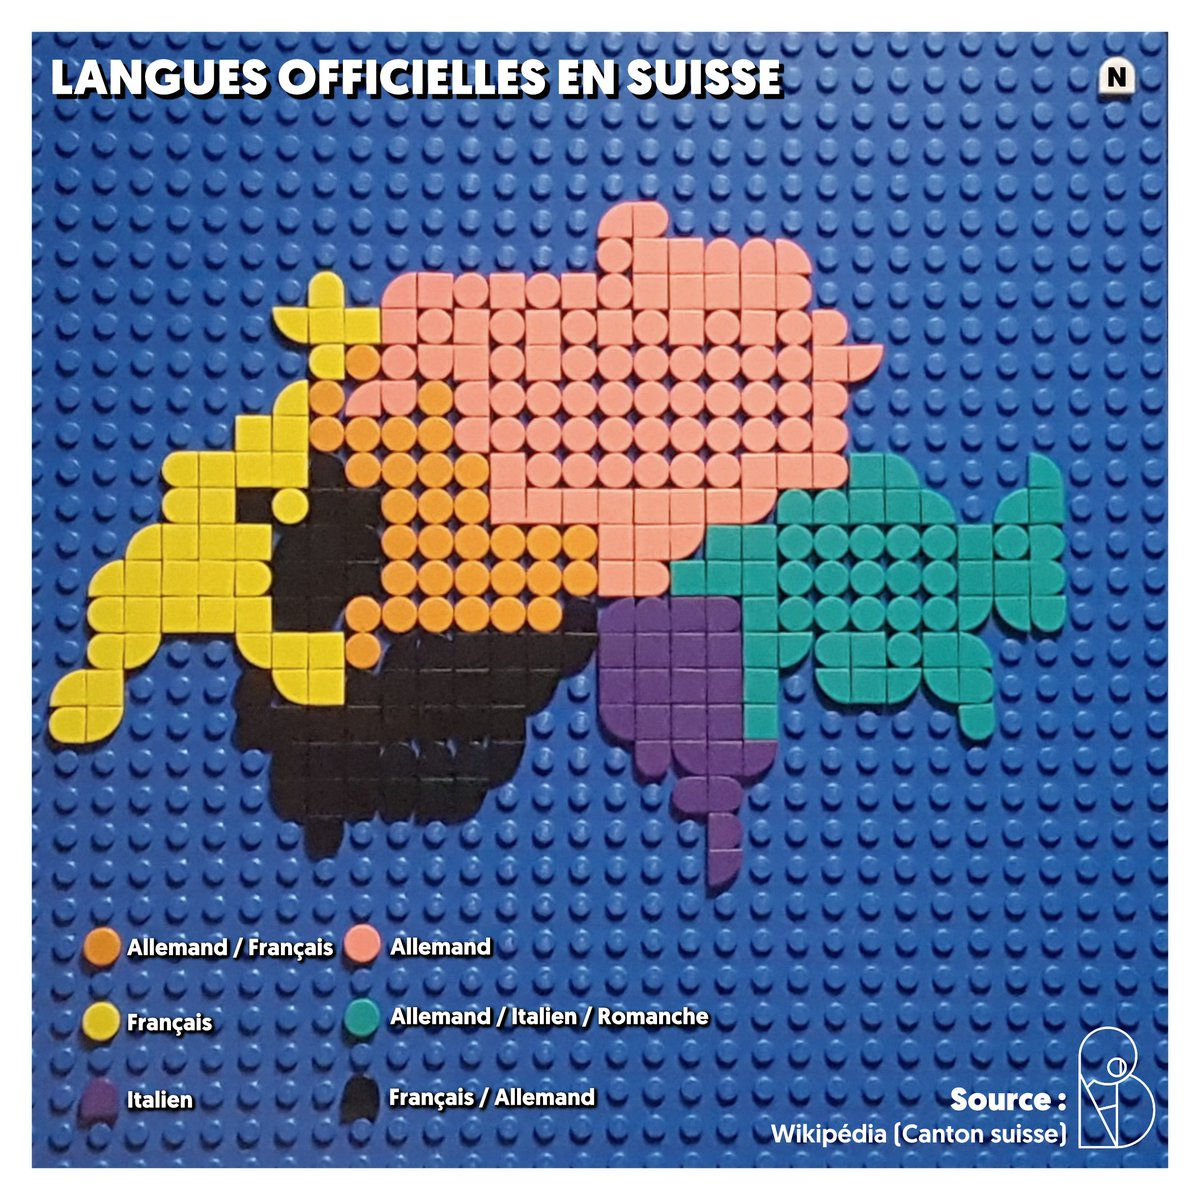 LANGUES OFFICIELLES EN SUISSE
N
Allemand / Français
Allemand
Français
Allemand / Italien / Romanche
Italien
Français / Allemand
Source :
Wikipédia (Canton suisse)